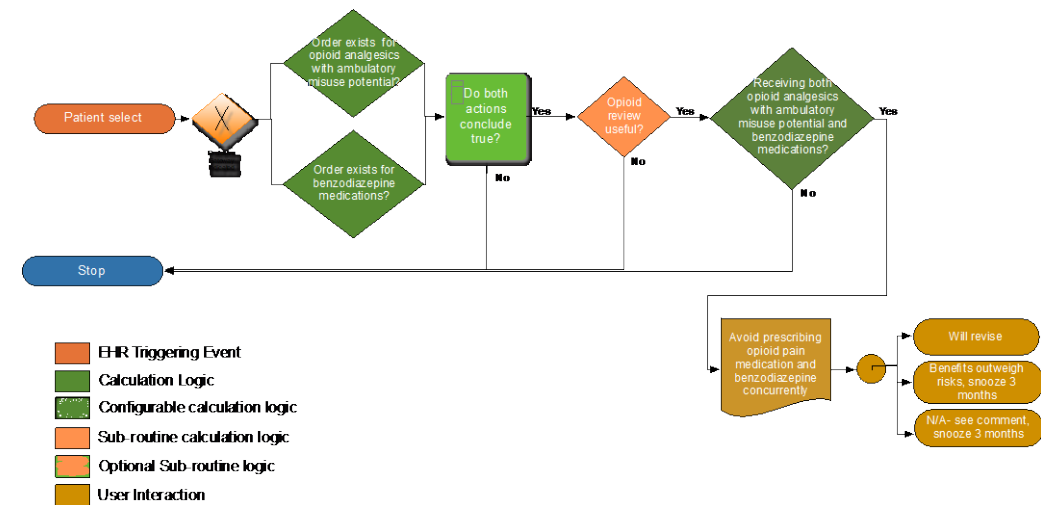 Patient select
X
Order exists for
opioid analgesics
with ambulatory
misuse potential?
Order exists for
benzodiazepine
medications?
Do both
actions
conclude
true?
Yes
No
Opioid
review
useful?
Yes
No
Receiving both
opioid analgesics
with ambulatory
misuse potential and
benzodiazepine
medications?
Yes
No
Stop
Avoid prescribing
opioid pain
medication and
benzodiazepine
concurrently
Will revise
Benefits outweigh
risks, snooze 3
months
N/A- see comment,
snooze 3 months
EHR Triggering Event
Calculation Logic
Configurable calculation logic
Sub-routine calculation logic
Optional Sub-routine logic
User Interaction